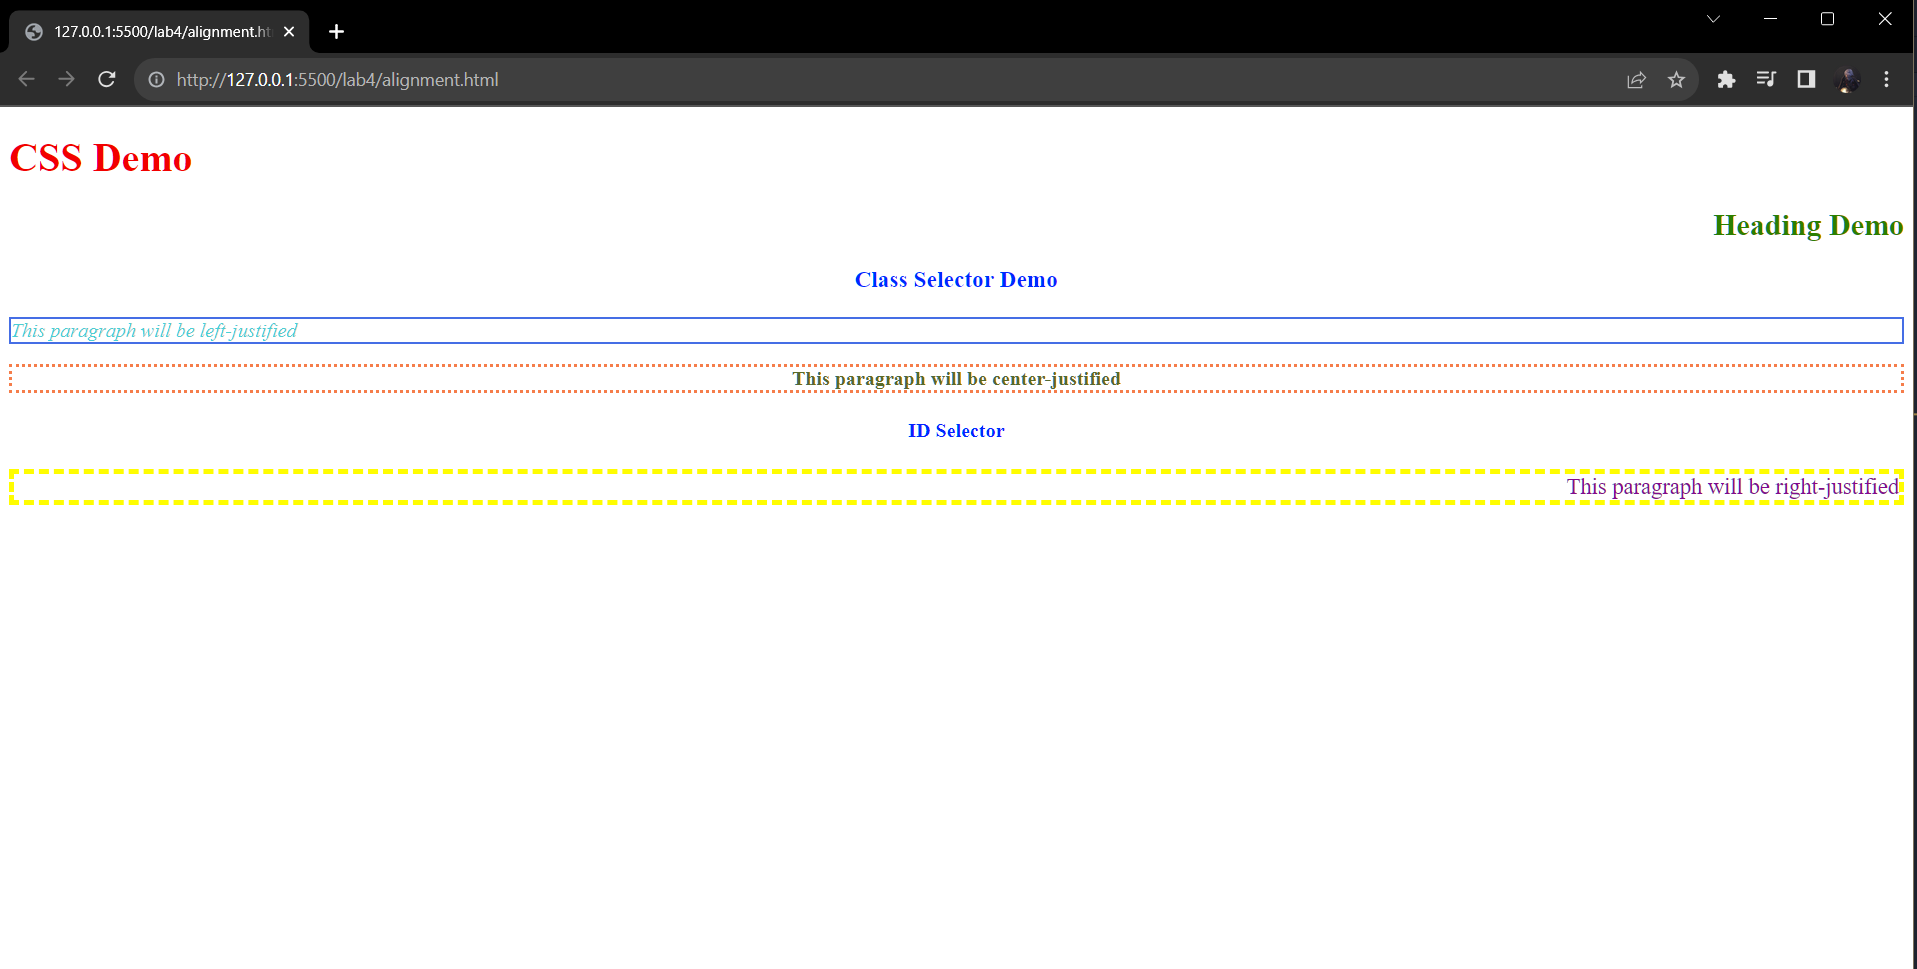 127.0.0.1:5500/lab4/alignment.ht
http://127.0.0.1:5500/lab4/alignment.html
CSS Demo
Heading Demo
Class Selector Demo
This paragraph will be left-justified
This paragraph will be center-justified
ID Selector
This paragraph will be right-justified